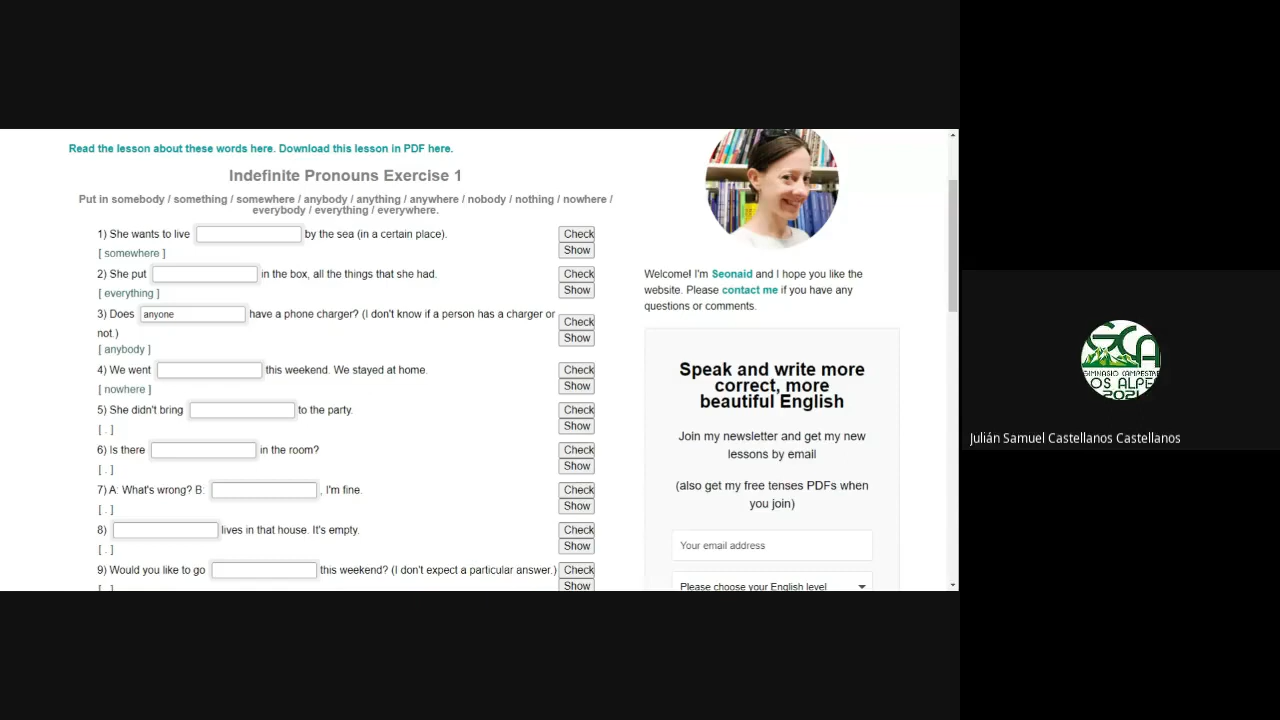 Read the lesson about these words here. Download this lesson in PDF here.
Indefinite Pronouns Exercise 1
Put in somebody / something / somewhere / anybody / anything / anywhere / nobody / nothing / nowhere /
everybody / everything / everywhere.
1) She wants to live by the sea (in a certain place). Check
Show
[ somewhere ]
2) She put in the box, all the things that she had. Check
Show
[ everything ]
3) Does anyone have a phone charger? (I don't know if a person has a charger or
not.) Check
Show
[ anybody ]
4) We went this weekend. We stayed at home. Check
Show
[ nowhere ]
5) She didn't bring to the party. Check
Show
[ . ]
6) Is there in the room? Check
Show
[ . ]
7) A: What's wrong? B: , I'm fine. Check
Show
[ . ]
8) lives in that house. It's empty. Check
Show
[ . ]
9) Would you like to go this weekend? (I don't expect a particular answer.) Check
Show
Welcome! I'm Seonaid and I hope you like the
website. Please contact me if you have any
questions or comments.
Speak and write more
correct, more
beautiful English
Join my newsletter and get my new
lessons by email
(also get my free tenses PDFs when
you join)
Your email address
Please choose your English level
GCA
GIMNASIO CAMPESTRE
OS ALPE
2021
Julián Samuel Castellanos Castellanos